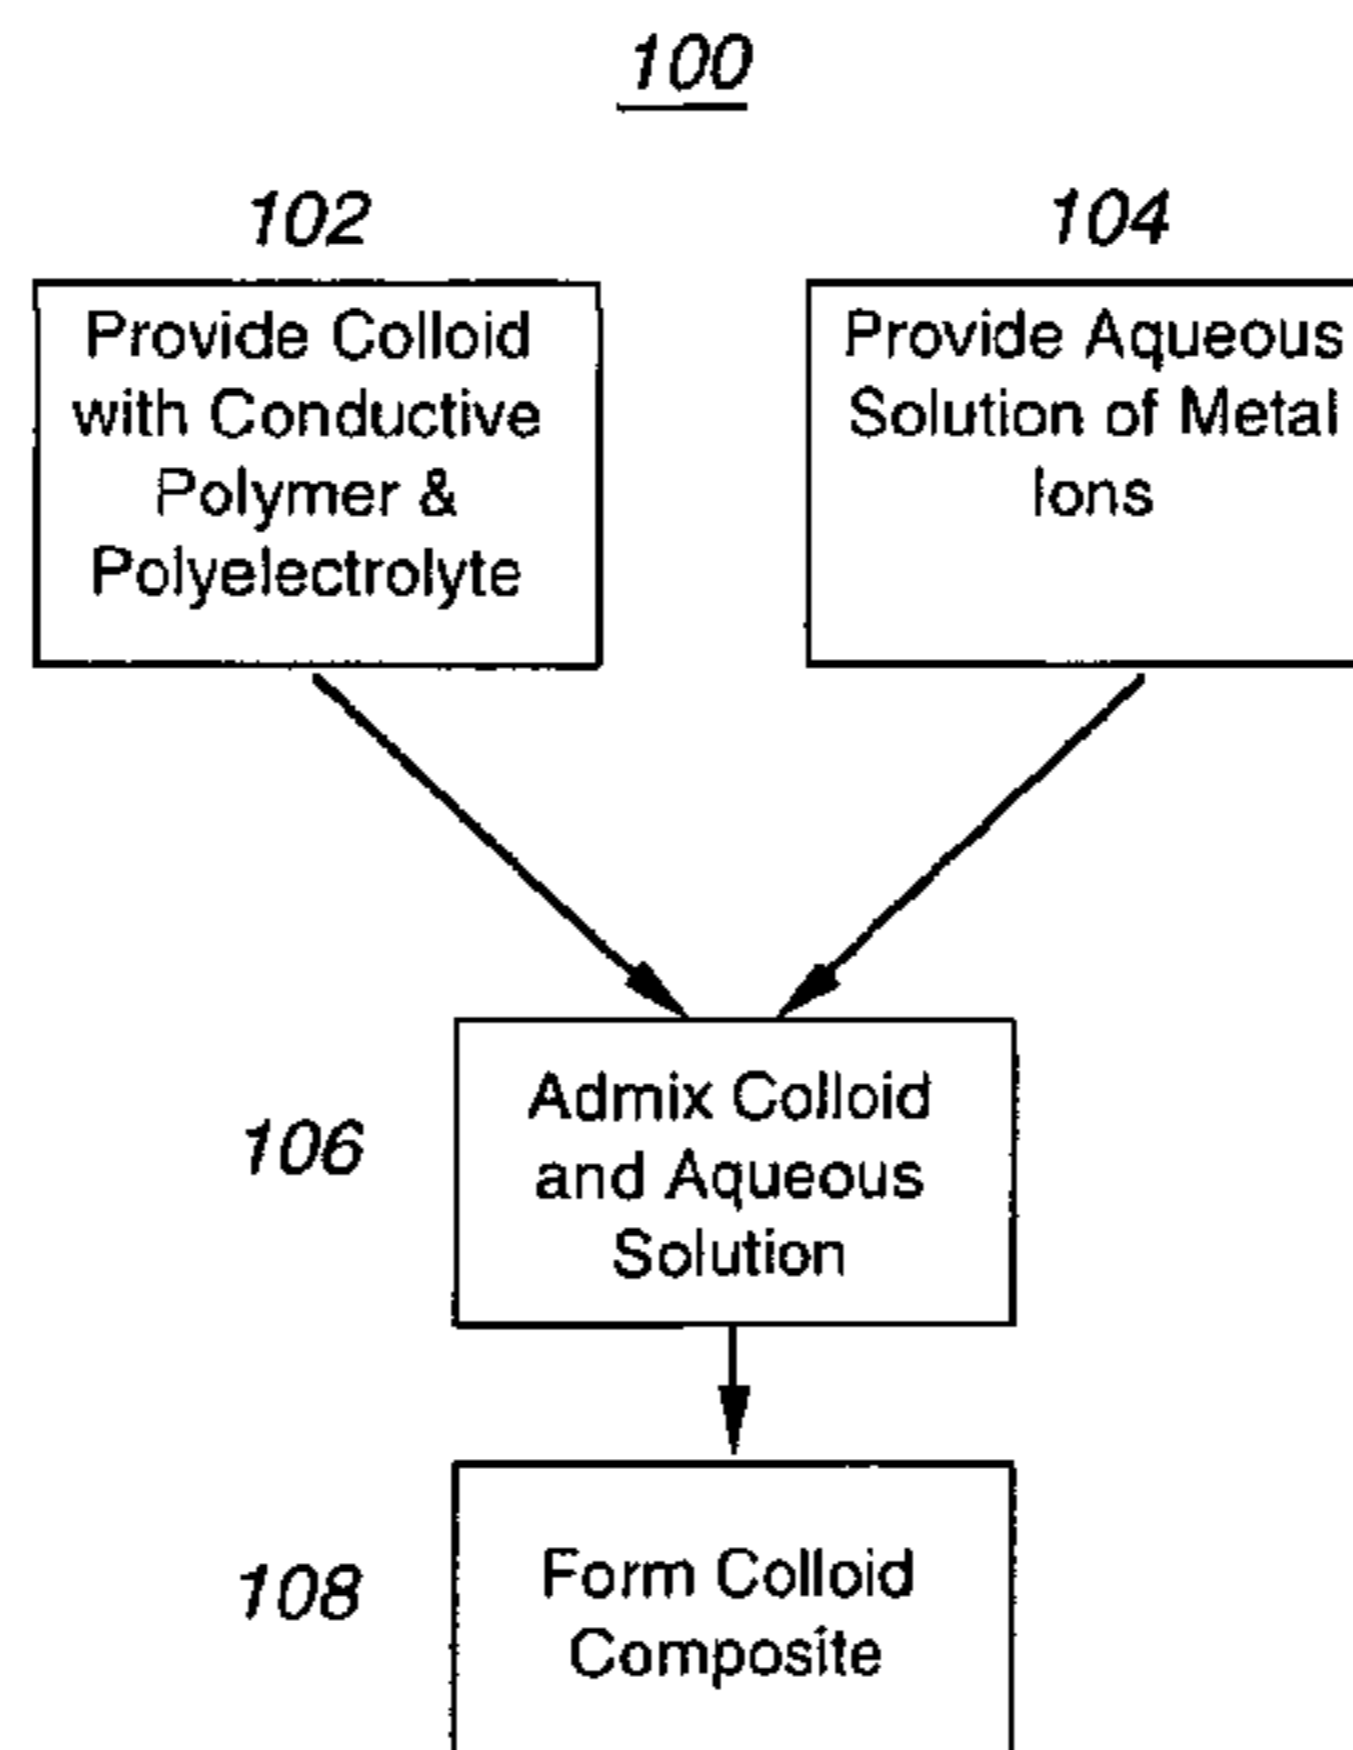 100
102
Provide Colloid
with Conductive
Polymer &
Polyelectrolyte
104
Provide Aqueous
Solution of Metal
Ions
106
Admix Colloid
and Aqueous
Solution
108
Form Colloid
Composite